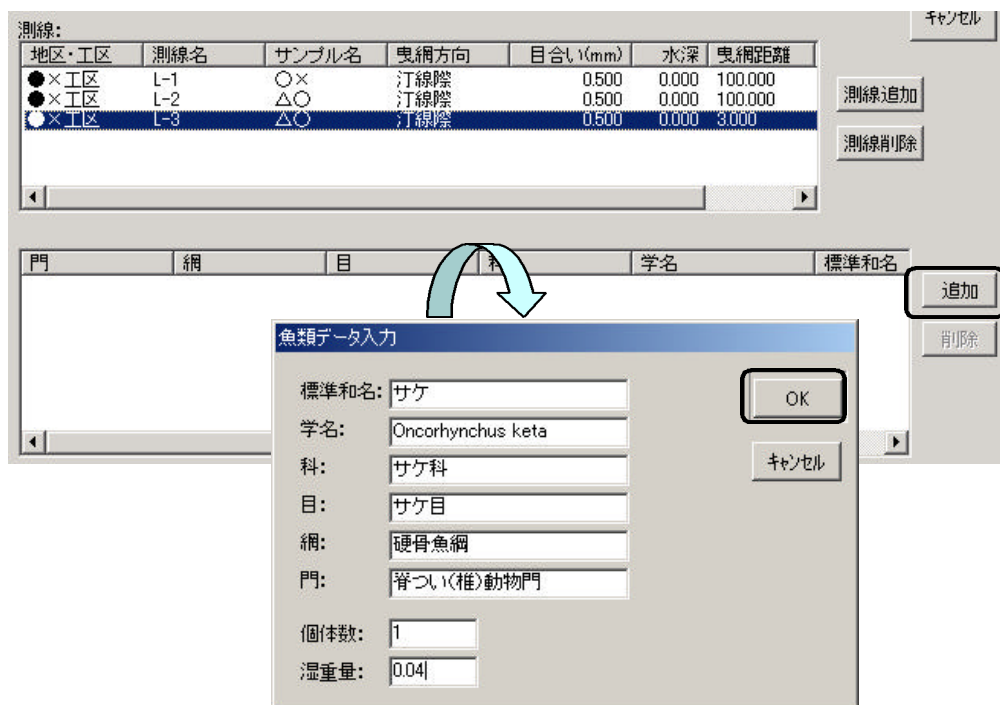 キャンセル
測線:
地区・工区 測線名 サンプル名 曳網方向 目合い(mm) 水深 曳網距離
●×工区 L-1 ○× 汀線際 0.500 0.000 100.000
●×工区 L-2 △○ 汀線際 0.500 0.000 100.000
●×工区 L-3 △○ 汀線際 0.500 0.000 3.000
測線追加
測線削除
門 網 目 学名 標準和名
追加
削除
魚類データ入力
標準和名: サケ
OK
学名: Oncorhynchus keta
キャンセル
科: サケ科
目: サケ目
網: 硬骨魚綱
門: 脊つい(椎)動物門
個体数: 1
湿重量: 0.04